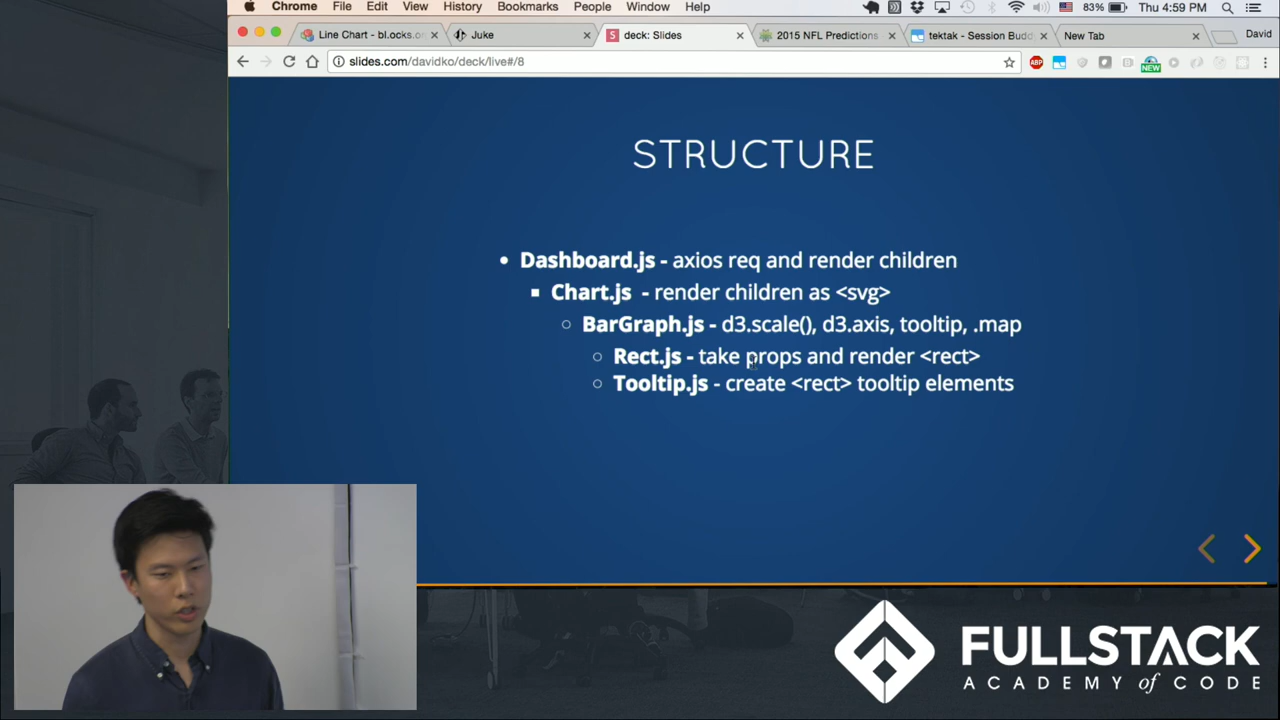 Chrome File Edit View History Bookmarks People Window Help 83% Thu 4:59 PM
Line Chart - bl.ocks.or Juke S deck: Slides 2015 NFL Predictions tektak - Session Budd New Tab David
slides.com/davidko/deck/live#/8 ABP NEW
STRUCTURE
• Dashboard.js - axios req and render children
▪ Chart.js - render children as <svg>
○ BarGraph.js - d3.scale(), d3.axis, tooltip, .map
○ Rect.js - take props and render <rect>
○ Tooltip.js - create <rect> tooltip elements
FULLSTACK
ACADEMY of CODE